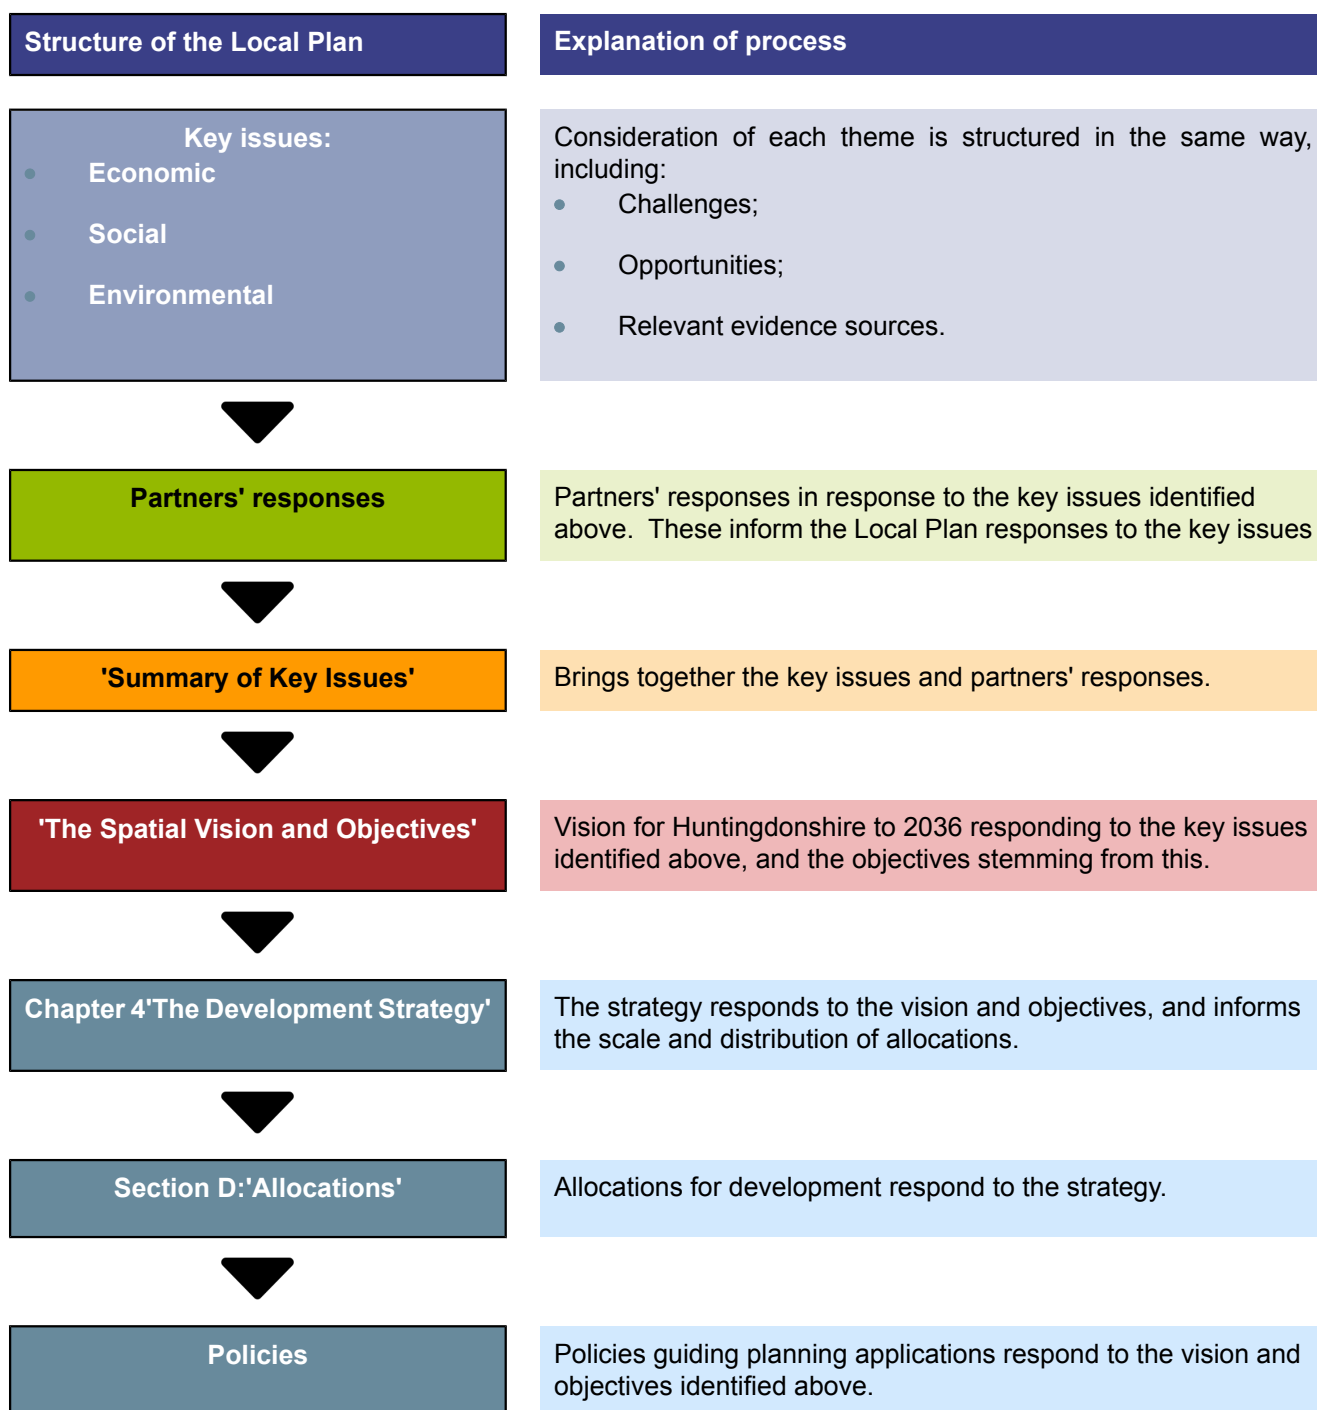 Structure of the Local Plan
Explanation of process
Key issues:
Economic
Social
Environmental
Consideration of each theme is structured in the same way,
including:
Challenges;
Opportunities;
Relevant evidence sources.
Partners' responses
Partners' responses in response to the key issues identified
above.  These inform the Local Plan responses to the key issues
'Summary of Key Issues'
Brings together the key issues and partners' responses.
'The Spatial Vision and Objectives'
Vision for Huntingdonshire to 2036 responding to the key issues
identified above, and the objectives stemming from this.
Chapter 4'The Development Strategy'
The strategy responds to the vision and objectives, and informs
the scale and distribution of allocations.
Section D:'Allocations'
Allocations for development respond to the strategy.
Policies
Policies guiding planning applications respond to the vision and
objectives identified above.